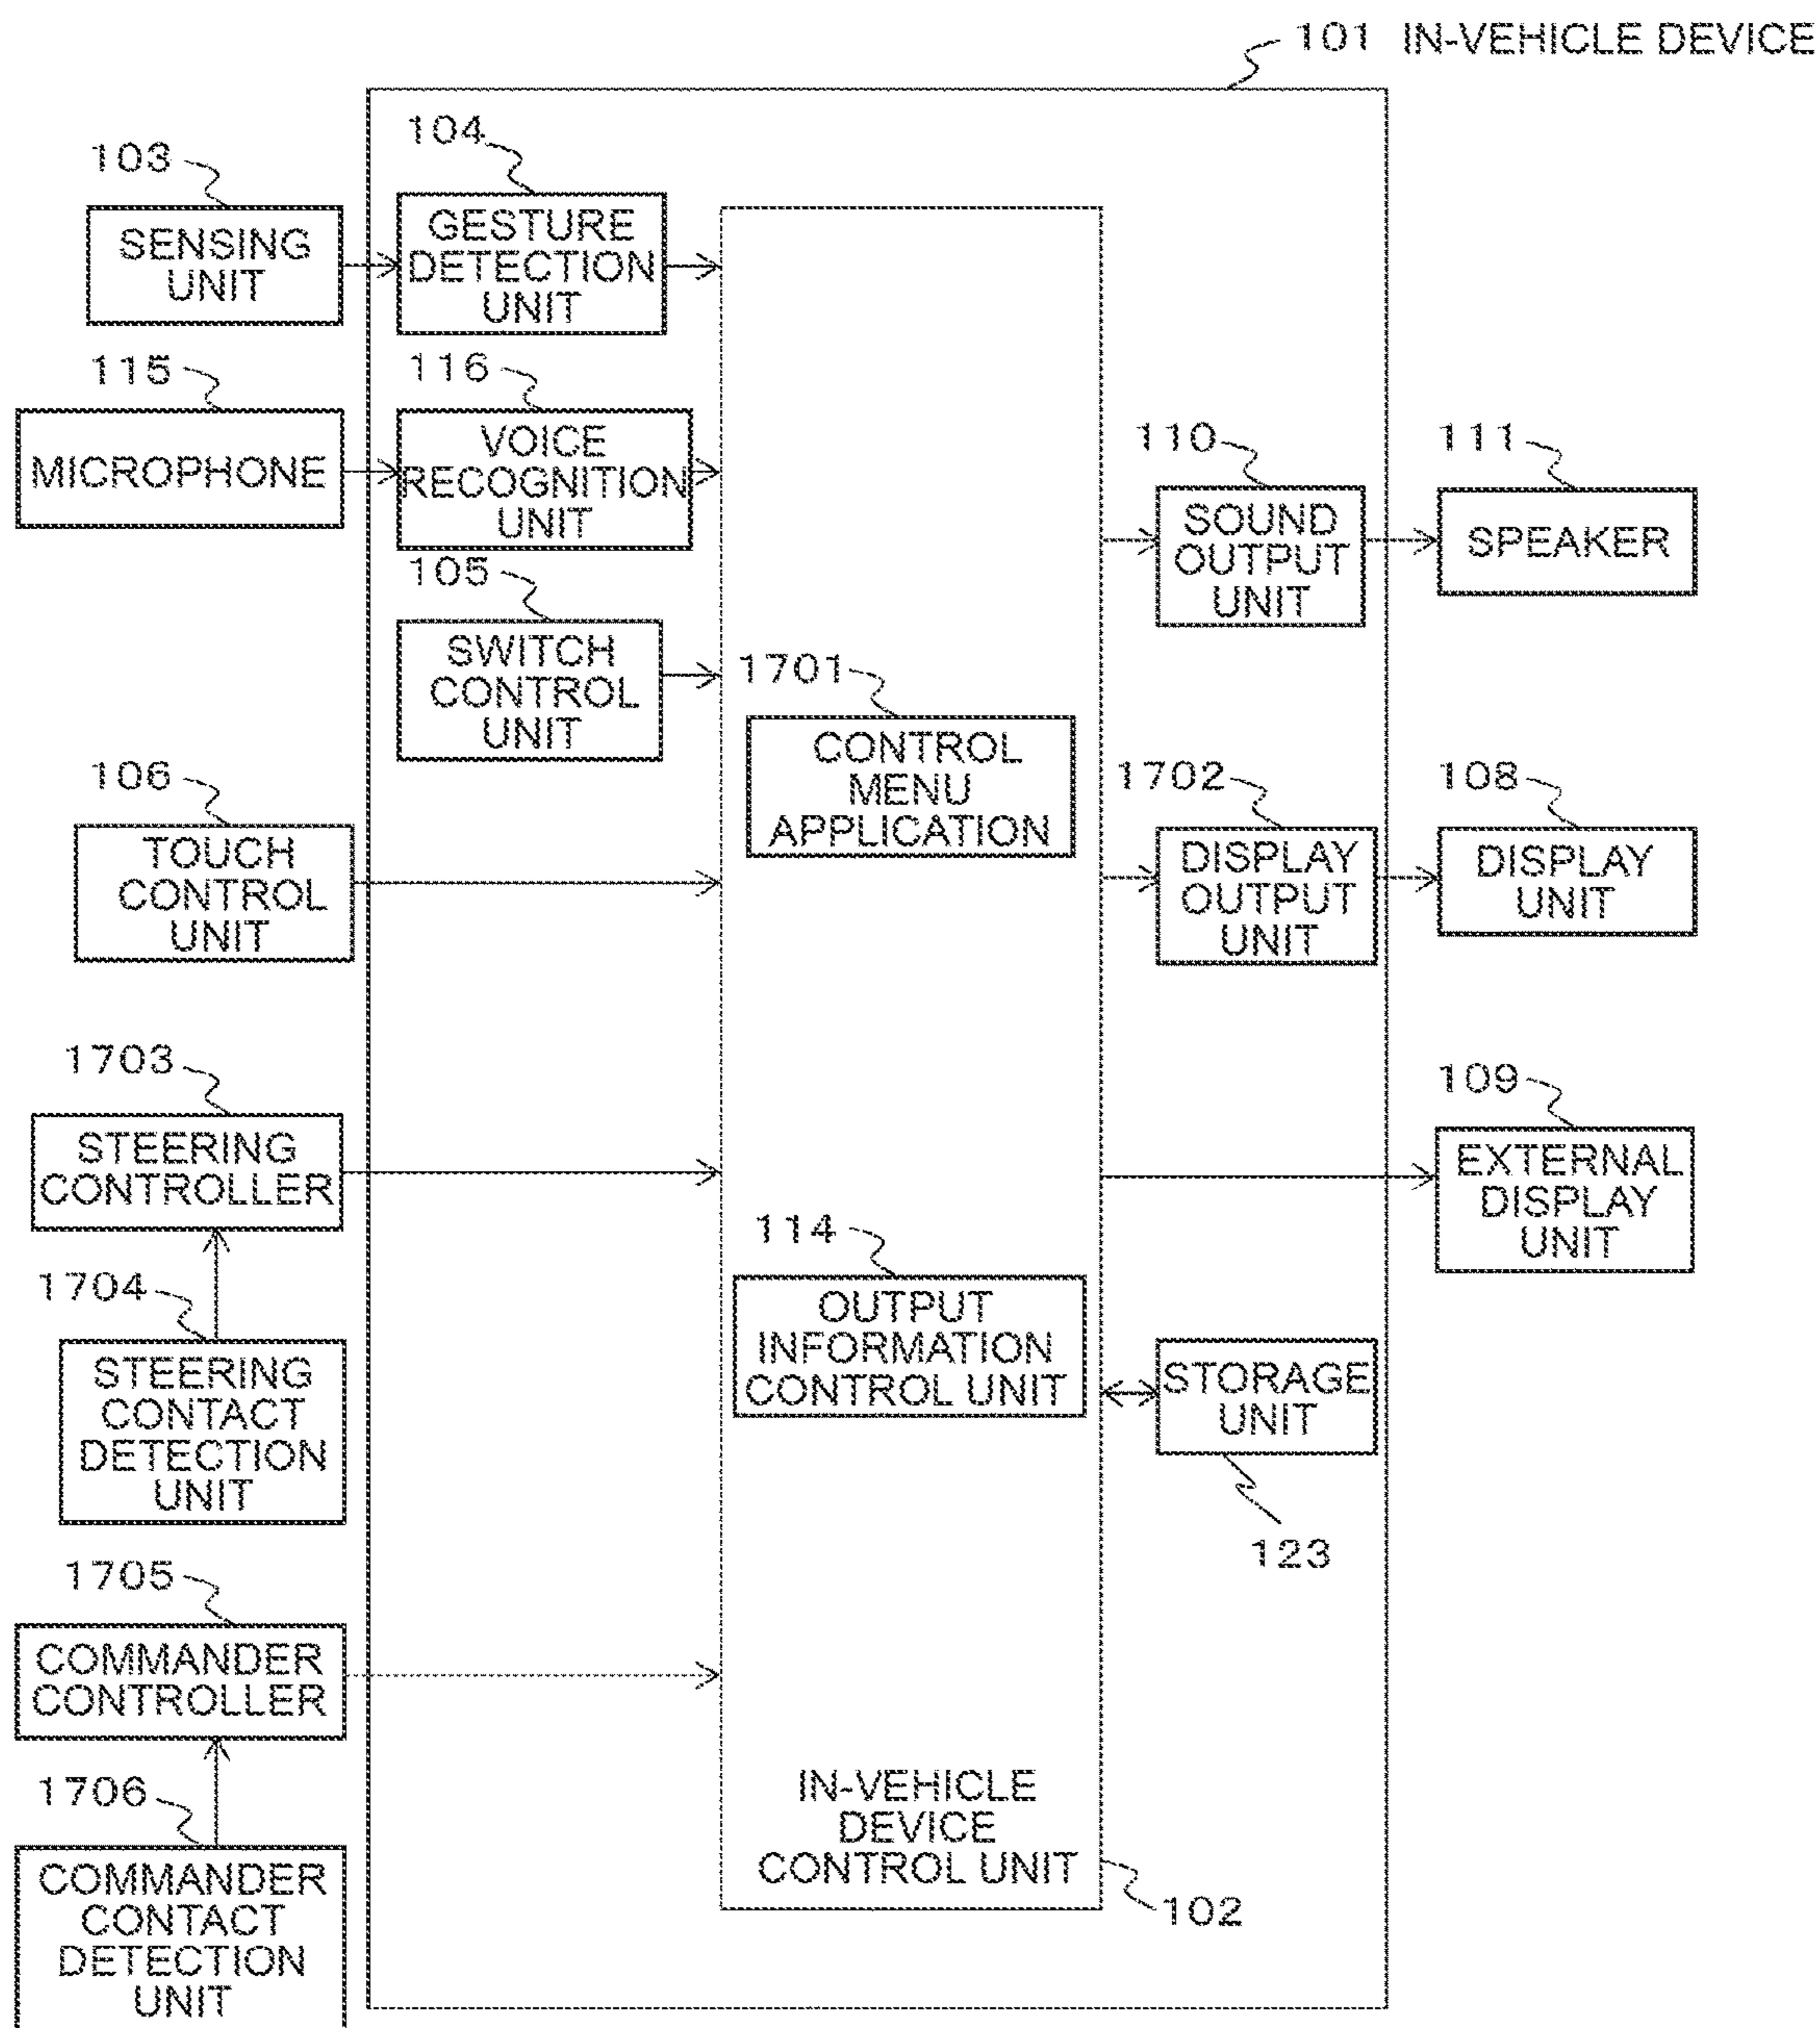 101 IN-VEHICLE DEVICE
103
SENSING
UNIT
104
GESTURE
DETECTION
UNIT
115
MICROPHONE
116
VOICE
RECOGNITION
UNIT
105
SWITCH
CONTROL
UNIT
106
TOUCH
CONTROL
UNIT
1703
STEERING
CONTROLLER
1704
STEERING
CONTACT
DETECTION
UNIT
1705
COMMANDER
CONTROLLER
1706
COMMANDER
CONTACT
DETECTION
UNIT
1701
CONTROL
MENU
APPLICATION
114
OUTPUT
INFORMATION
CONTROL UNIT
IN-VEHICLE
DEVICE
CONTROL UNIT
102
110
SOUND
OUTPUT
UNIT
111
SPEAKER
1702
DISPLAY
OUTPUT
UNIT
108
DISPLAY
UNIT
109
EXTERNAL
DISPLAY
UNIT
STORAGE
UNIT
123